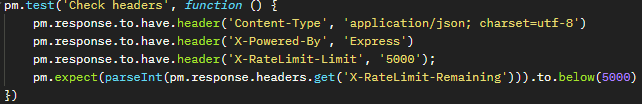 pm.test('Check headers', function () {
pm.response.to.have.header('Content-Type', 'application/json; charset=utf-8')
pm.response.to.have.header('X-Powered-By', 'Express')
pm.response.to.have.header('X-RateLimit-Limit', '5000');
pm.expect(parseInt(pm.response.headers.get('X-RateLimit-Remaining'))).to.below(5000)
})